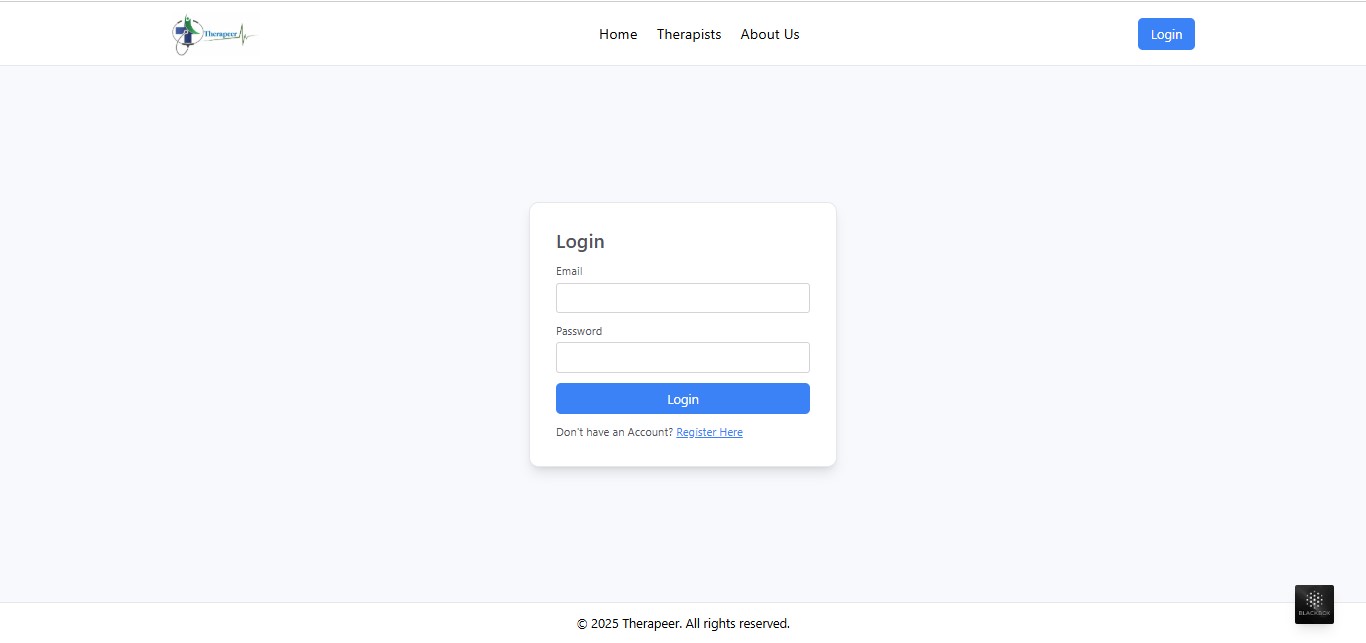 Therapeer
Home Therapists About Us
Login
Login
Email
Password
Login
Don't have an Account? Register Here
BLACKBOX
© 2025 Therapeer. All rights reserved.